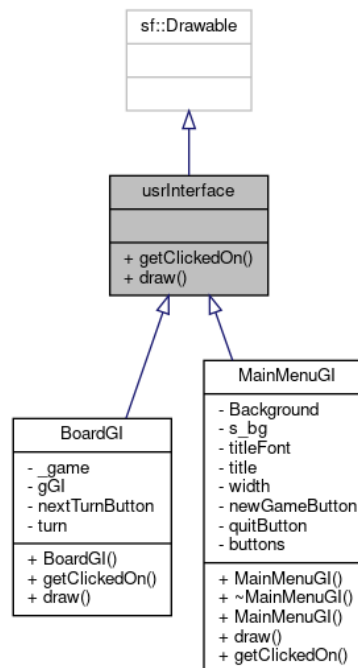 sf::Drawable
usrInterface
+ getClickedOn()
+ draw()
BoardGI
- _game
- gGI
- nextTurnButton
- turn
+ BoardGI()
+ getClickedOn()
+ draw()
MainMenuGI
- Background
- s_bg
- titleFont
- title
- width
- newGameButton
- quitButton
- buttons
+ MainMenuGI()
+ ~MainMenuGI()
+ MainMenuGI()
+ draw()
+ getClickedOn()